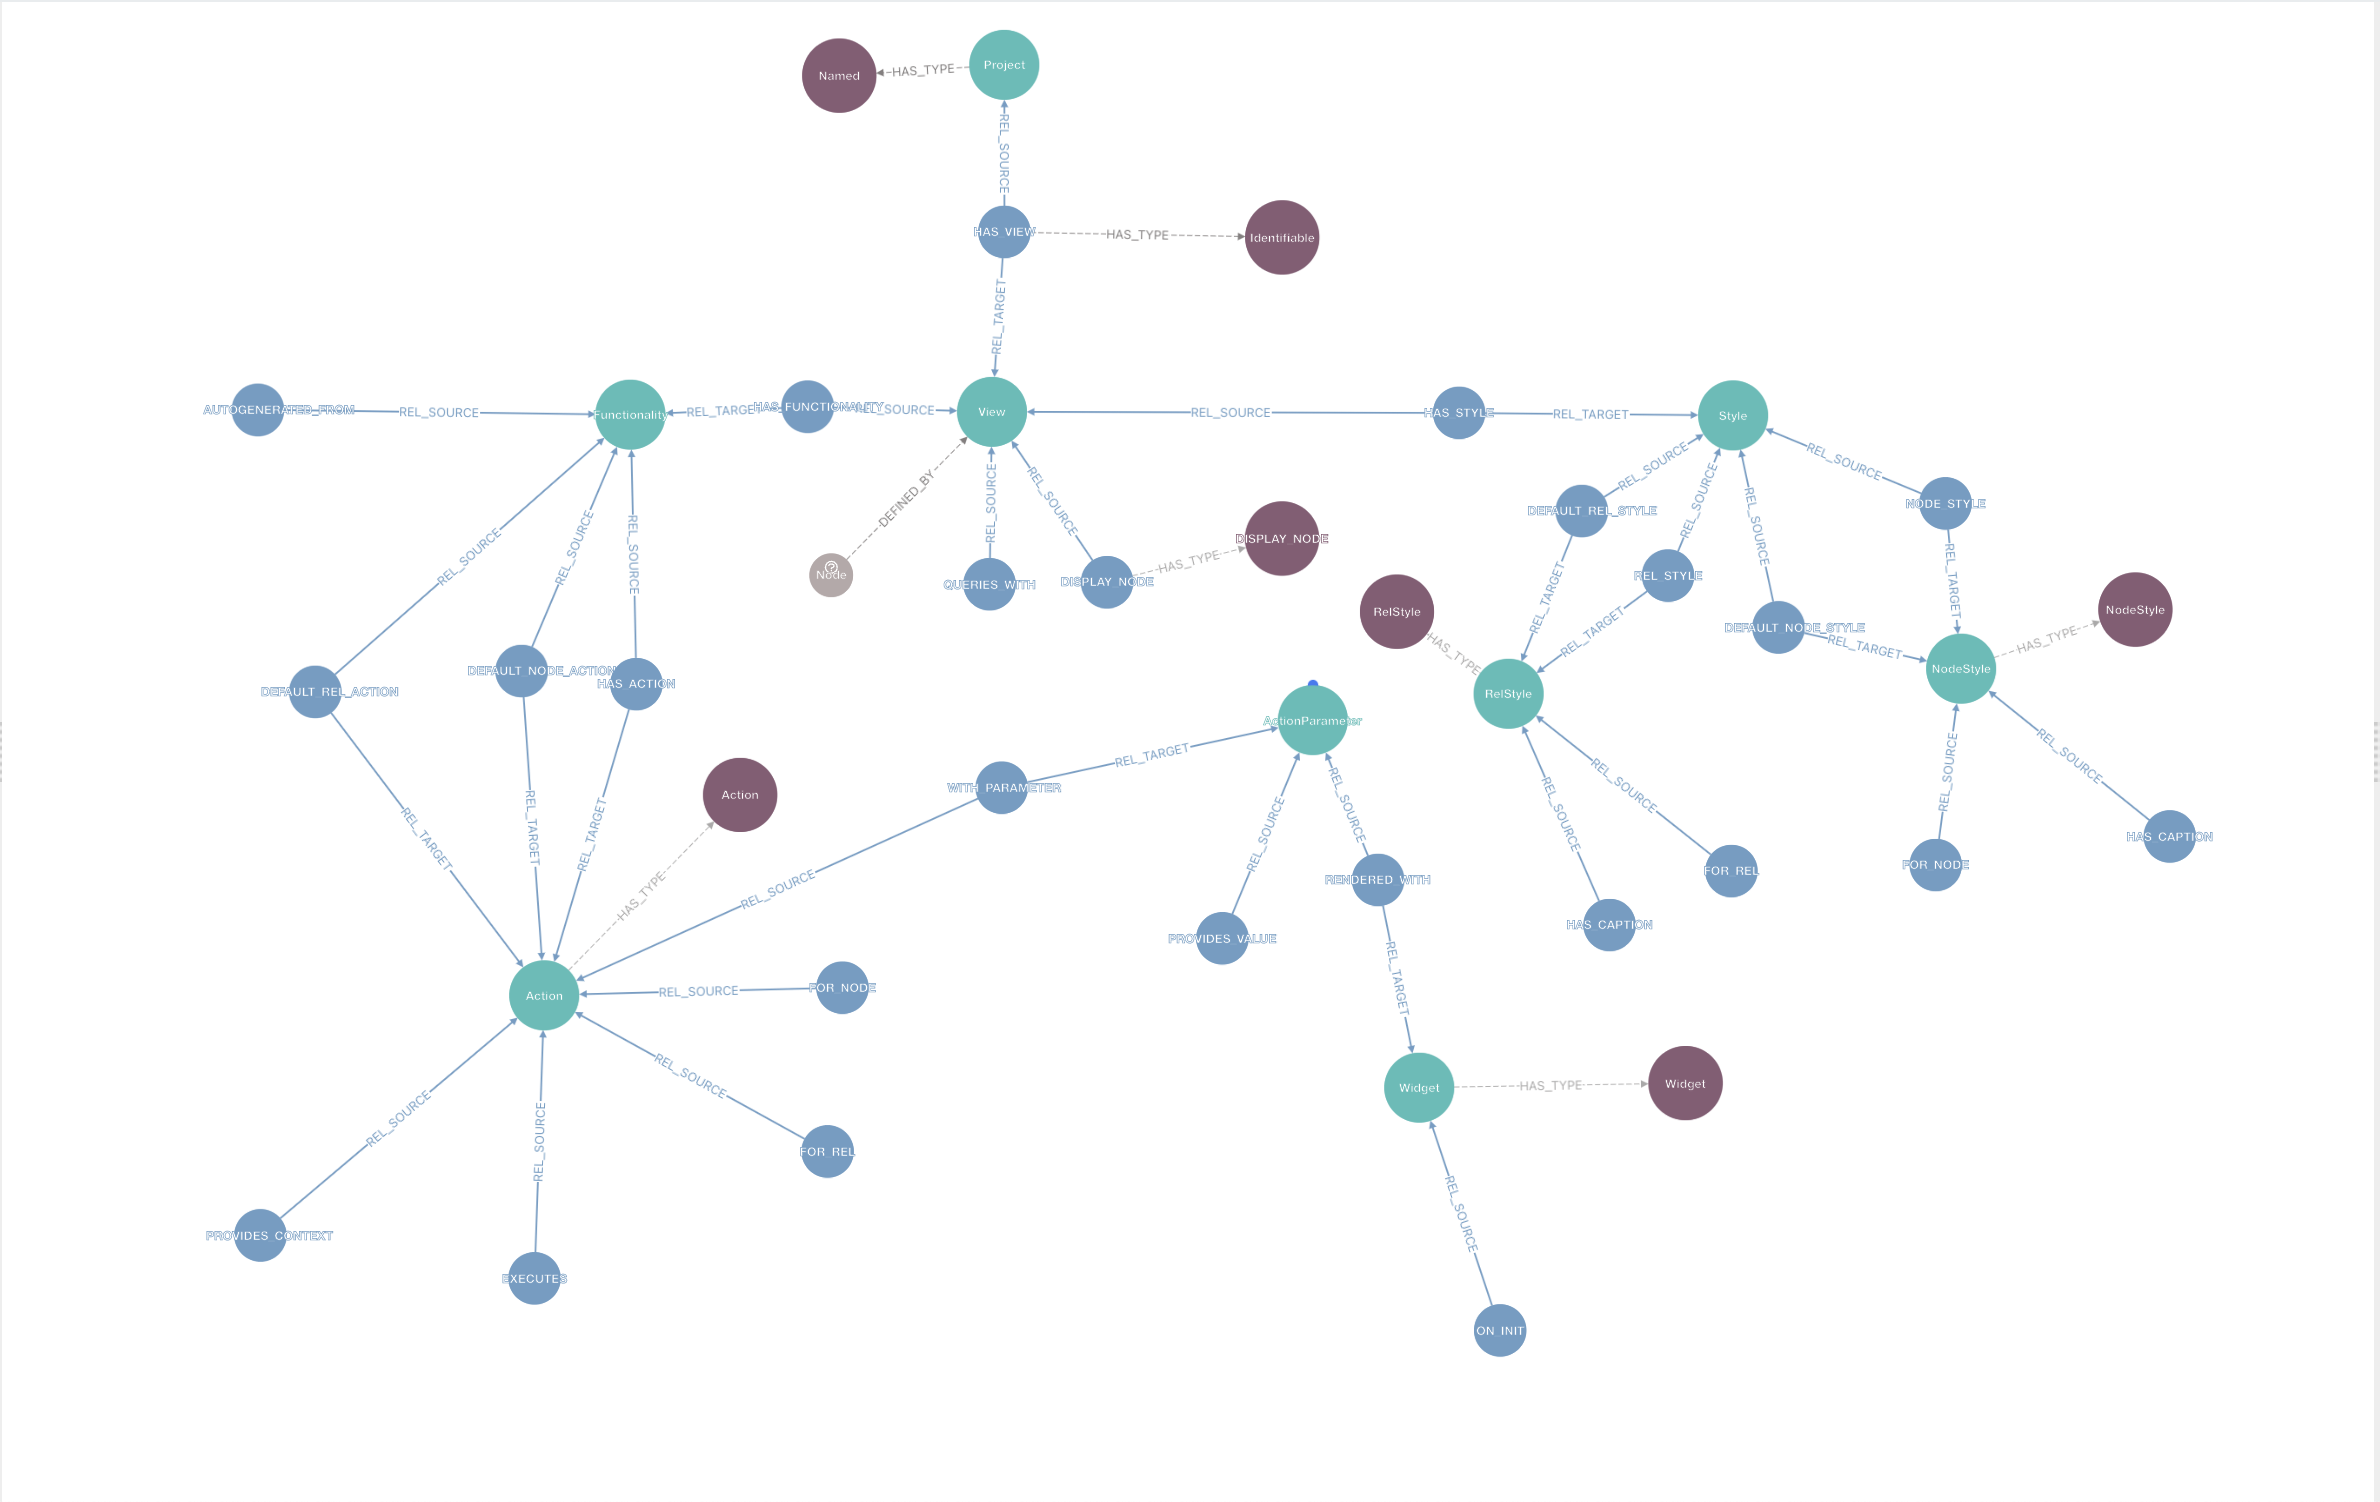 Project
Named
HAS_TYPE
REL_SOURCE
HAS_VIEW
HAS_TYPE
Identifiable
REL_TARGET
AUTOGENERATED_FROM
REL_SOURCE
Functionality
REL_TARGET
HAS_FUNCTIONALITY
REL_SOURCE
View
REL_SOURCE
HAS_STYLE
REL_TARGET
Style
DEFINED_BY
Node
REL_SOURCE
QUERIES_WITH
REL_SOURCE
DISPLAY_NODE
HAS_TYPE
DISPLAY_NODE
REL_SOURCE
DEFAULT_REL_STYLE
REL_SOURCE
REL_STYLE
REL_SOURCE
DEFAULT_NODE_STYLE
REL_SOURCE
NODE_STYLE
REL_TARGET
REL_TARGET
REL_TARGET
REL_TARGET
RelStyle
HAS_TYPE
RelStyle
NodeStyle
HAS_TYPE
NodeStyle
REL_SOURCE
REL_SOURCE
REL_SOURCE
DEFAULT_REL_ACTION
DEFAULT_NODE_ACTION
HAS_ACTION
REL_TARGET
REL_TARGET
REL_TARGET
Action
HAS_TYPE
Action
ActionParameter
REL_TARGET
WITH_PARAMETER
REL_SOURCE
REL_SOURCE
PROVIDES_VALUE
REL_SOURCE
RENDERED_WITH
REL_TARGET
REL_SOURCE
HAS_CAPTION
REL_SOURCE
FOR_REL
REL_SOURCE
FOR_NODE
REL_SOURCE
HAS_CAPTION
REL_SOURCE
FOR_NODE
REL_SOURCE
FOR_REL
REL_SOURCE
PROVIDES_CONTEXT
REL_SOURCE
EXECUTES
Widget
HAS_TYPE
Widget
REL_SOURCE
ON_INIT